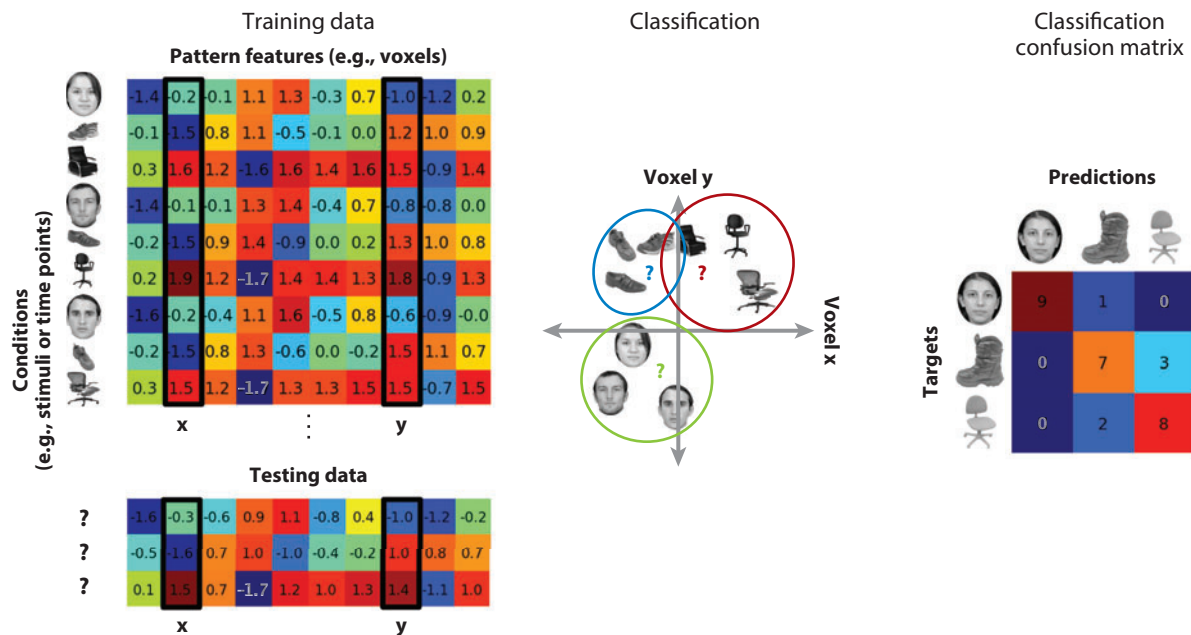 Training data
Pattern features (e.g., voxels)
Conditions
(e.g., stimuli or time points)
-1.4 -0.2 -0.1 1.1 1.3 -0.3 0.7 -1.0 -1.2 0.2
-0.1 -1.5 0.8 1.1 -0.5 -0.1 0.0 1.2 1.0 0.9
0.3 1.6 1.2 -1.6 1.6 1.4 1.6 1.5 -0.9 1.4
-1.4 -0.1 -0.1 1.3 1.4 -0.4 0.7 -0.8 -0.8 0.0
-0.2 -1.5 0.9 1.4 -0.9 0.0 0.2 1.3 1.0 0.8
0.2 1.9 1.2 -1.7 1.4 1.4 1.3 1.8 -0.9 1.3
-1.6 -0.2 -0.4 1.1 1.6 -0.5 0.8 -0.6 -0.9 -0.0
-0.2 -1.5 0.8 1.3 -0.6 0.0 -0.2 1.5 1.1 0.7
0.3 1.5 1.2 -1.7 1.3 1.3 1.5 1.5 -0.7 1.5
x ⋮ y
Testing data
? -1.6 -0.3 -0.6 0.9 1.1 -0.8 0.4 -1.0 -1.2 -0.2
? -0.5 -1.6 0.7 1.0 -1.0 -0.4 -0.2 1.0 0.8 0.7
? 0.1 1.5 0.7 -1.7 1.2 1.0 1.3 1.4 -1.1 1.0
x y
Classification
Voxel y
? ?
Voxel x
?
Classification
confusion matrix
Predictions
Targets
9 1 0
0 7 3
0 2 8